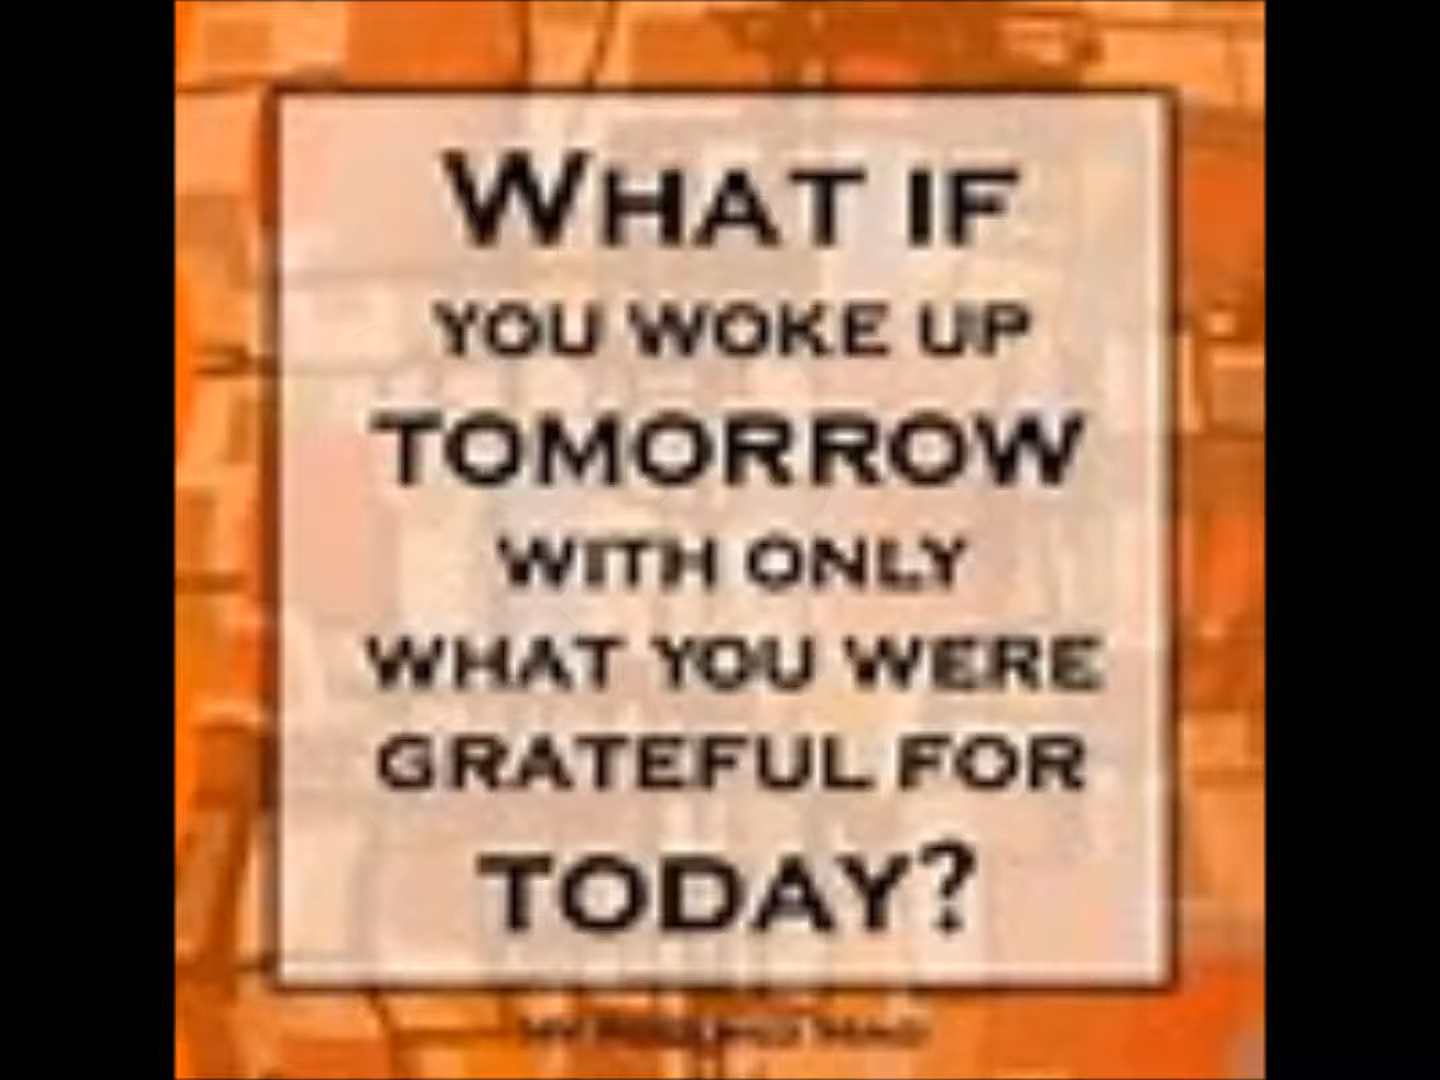 WHAT IF
YOU WOKE UP
TOMORROW
WITH ONLY
WHAT YOU WERE
GRATEFUL FOR
TODAY?